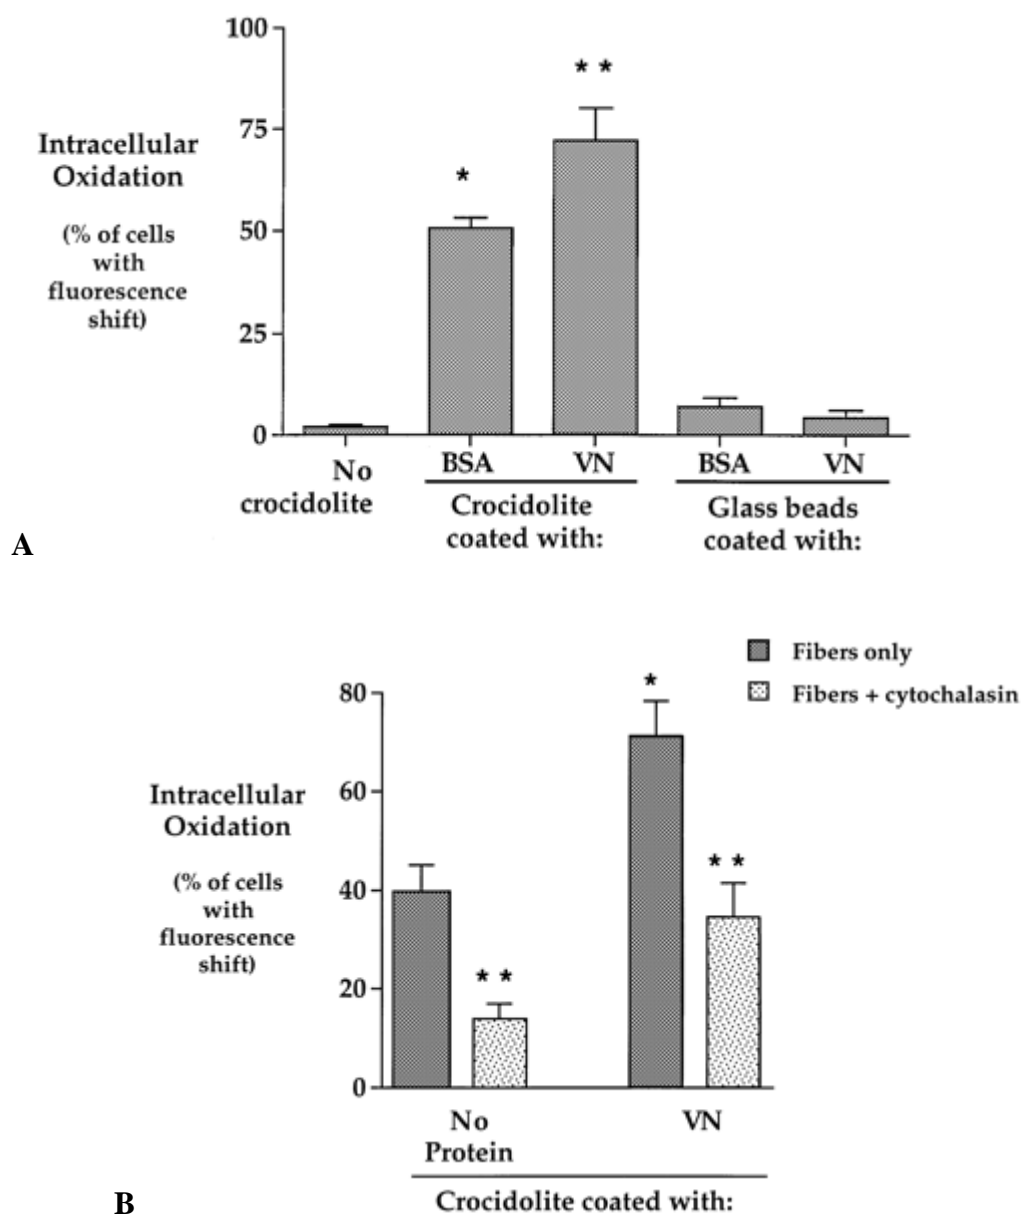 100
75
50
25
0
Intracellular
Oxidation
(% of cells
with
fluorescence
shift)
*
* *
No
crocidolite
BSA
VN
BSA
VN
Crocidolite
coated with:
Glass beads
coated with:
A
Fibers only
Fibers + cytochalasin
80
60
40
20
0
Intracellular
Oxidation
(% of cells
with
fluorescence
shift)
* *
*
* *
No
Protein
VN
Crocidolite coated with:
B